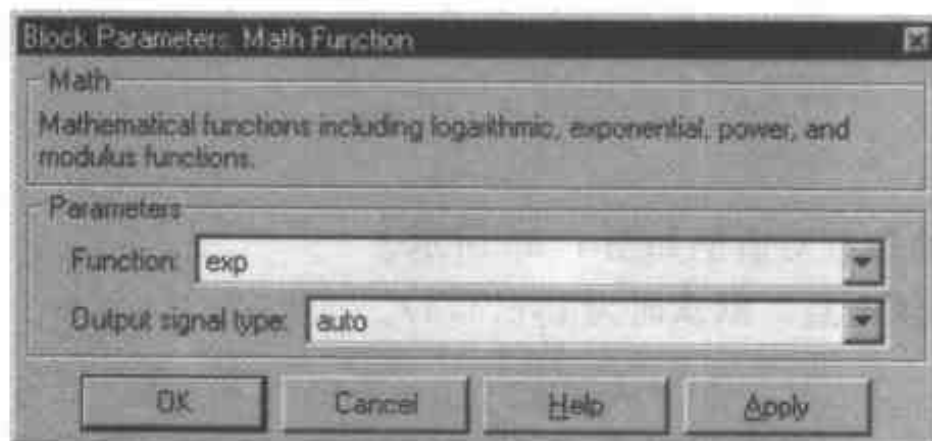 Block Parameters: Math Function
Math
Mathematical functions including logarithmic, exponential, power, and
modulus functions.
Parameters
Function: exp
Output signal type: auto
OK Cancel Help Apply